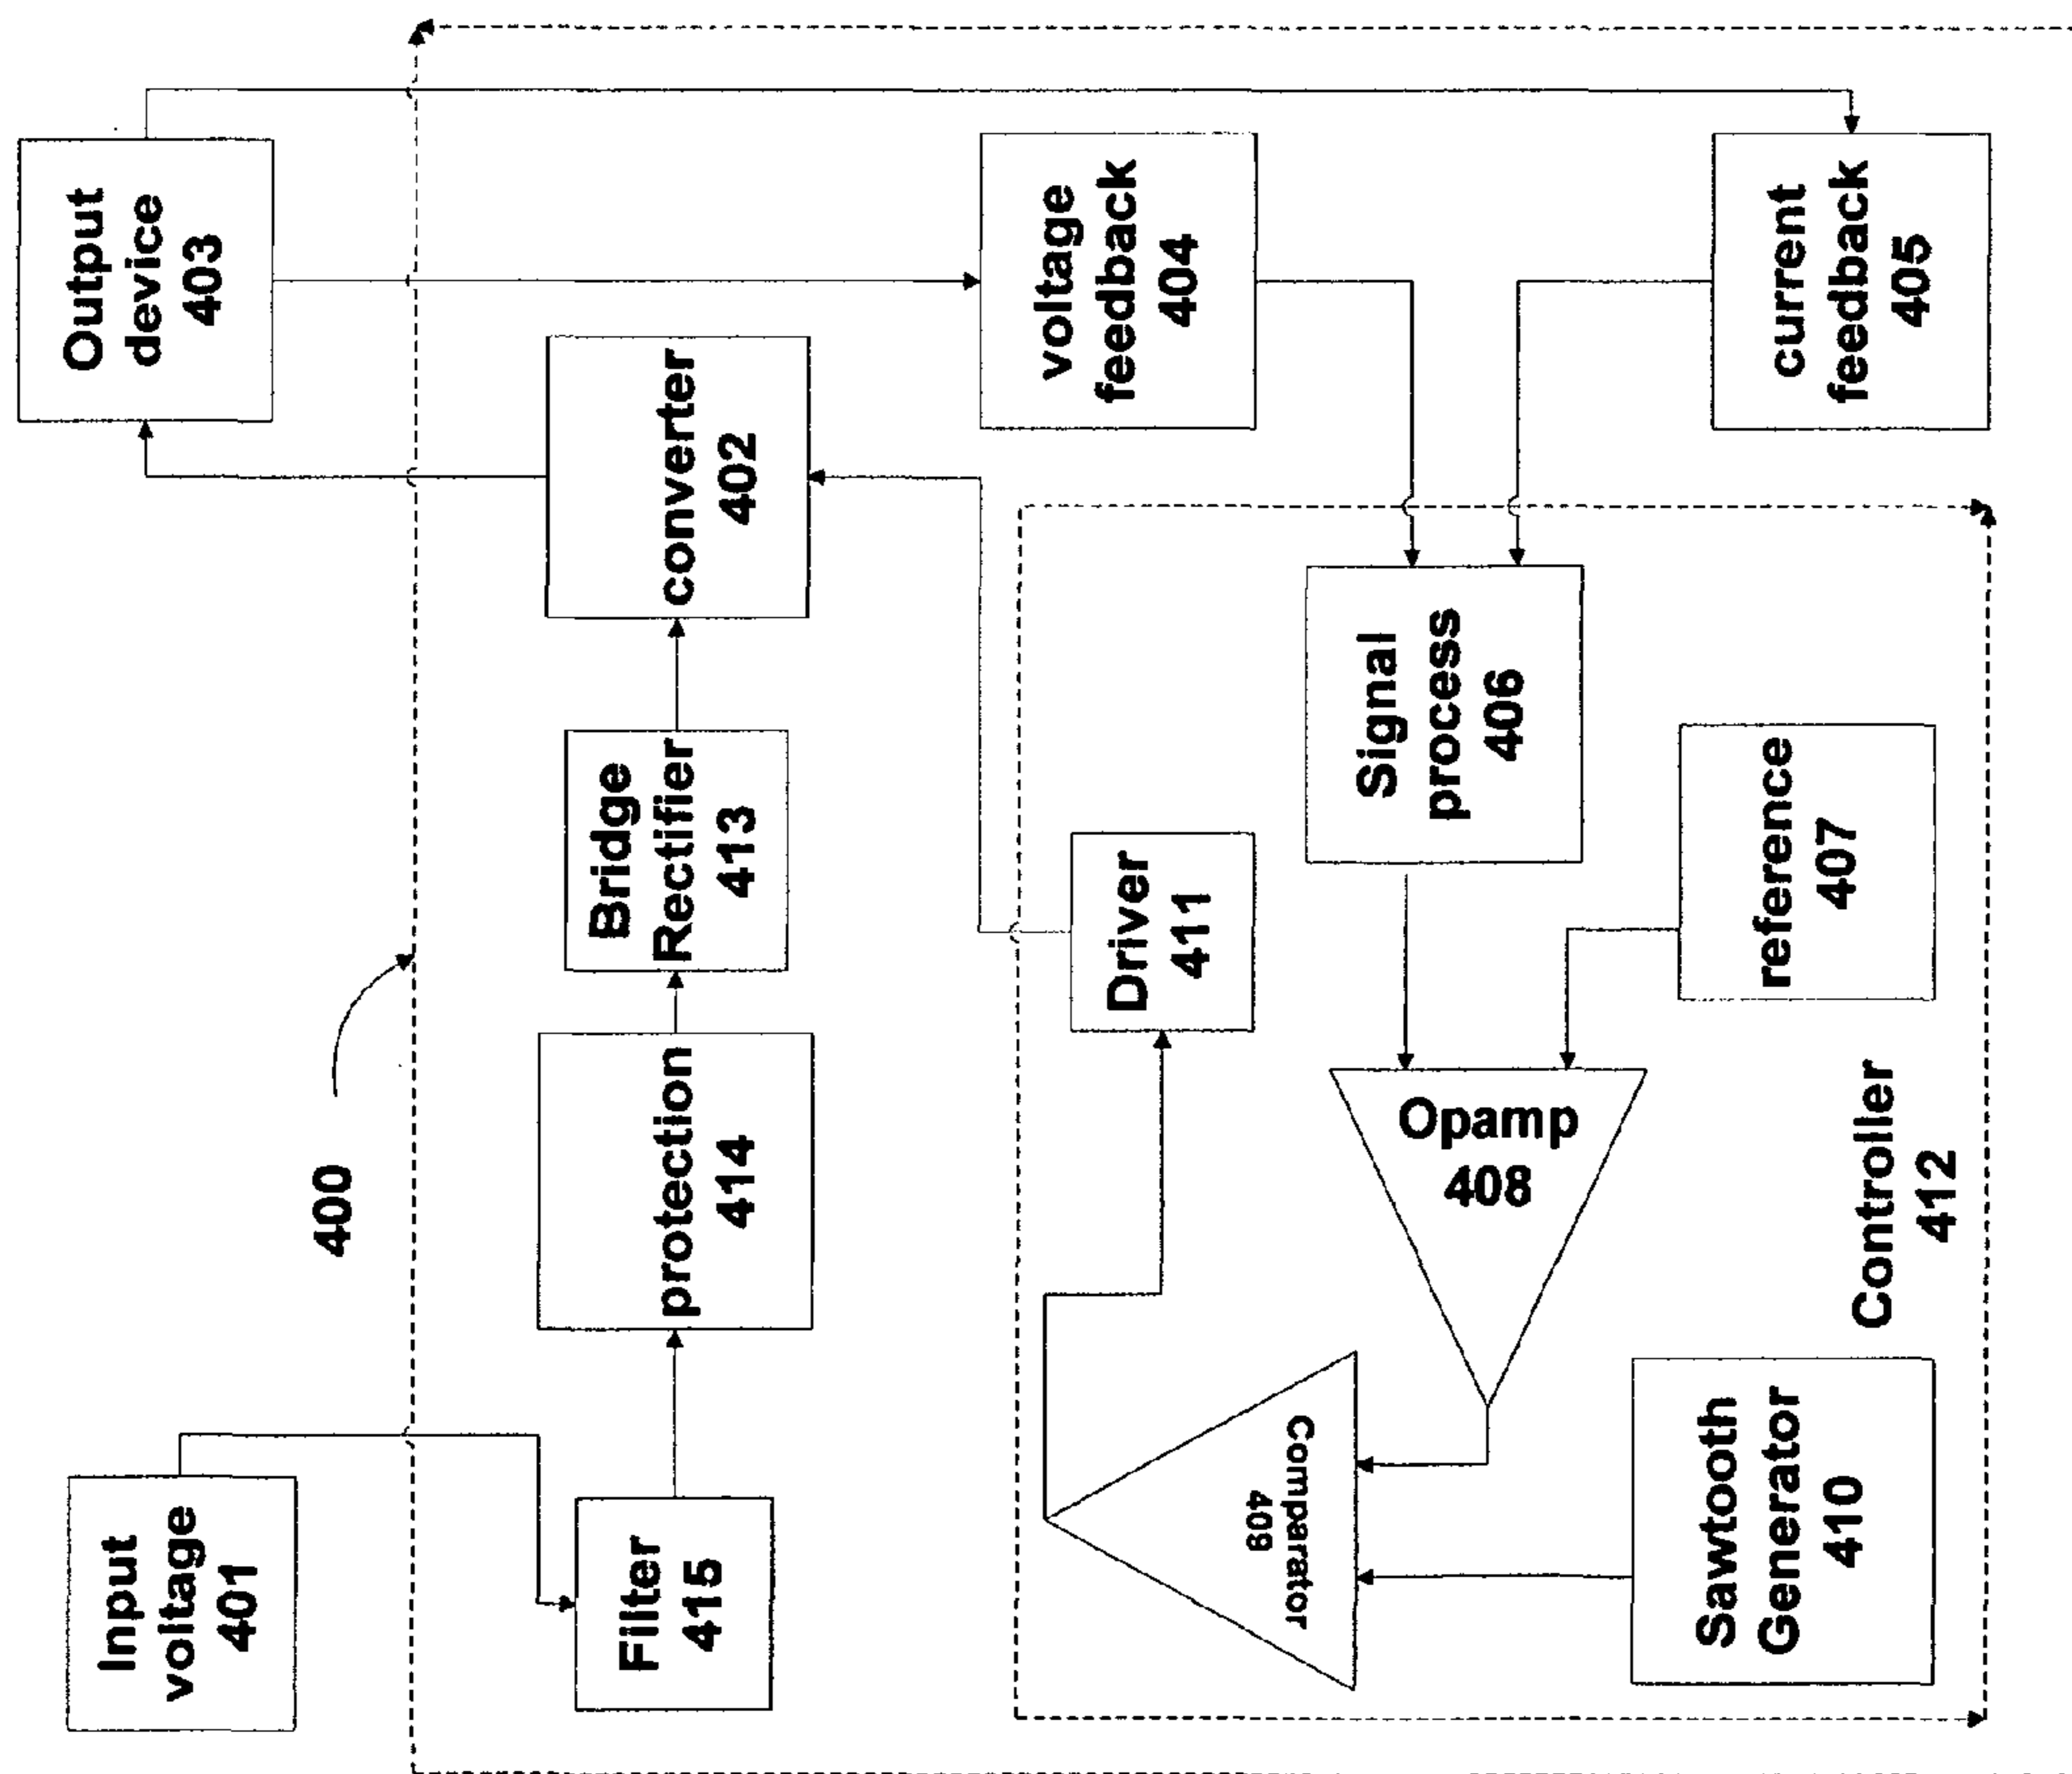 Input
voltage
401
Output
device
403
400
Filter
415
protection
414
Bridge
Rectifier
413
converter
402
voltage
feedback
404
current
feedback
405
Comparator
409
Driver
411
Signal
process
406
Opamp
408
reference
407
Sawtooth
Generator
410
Controller
412